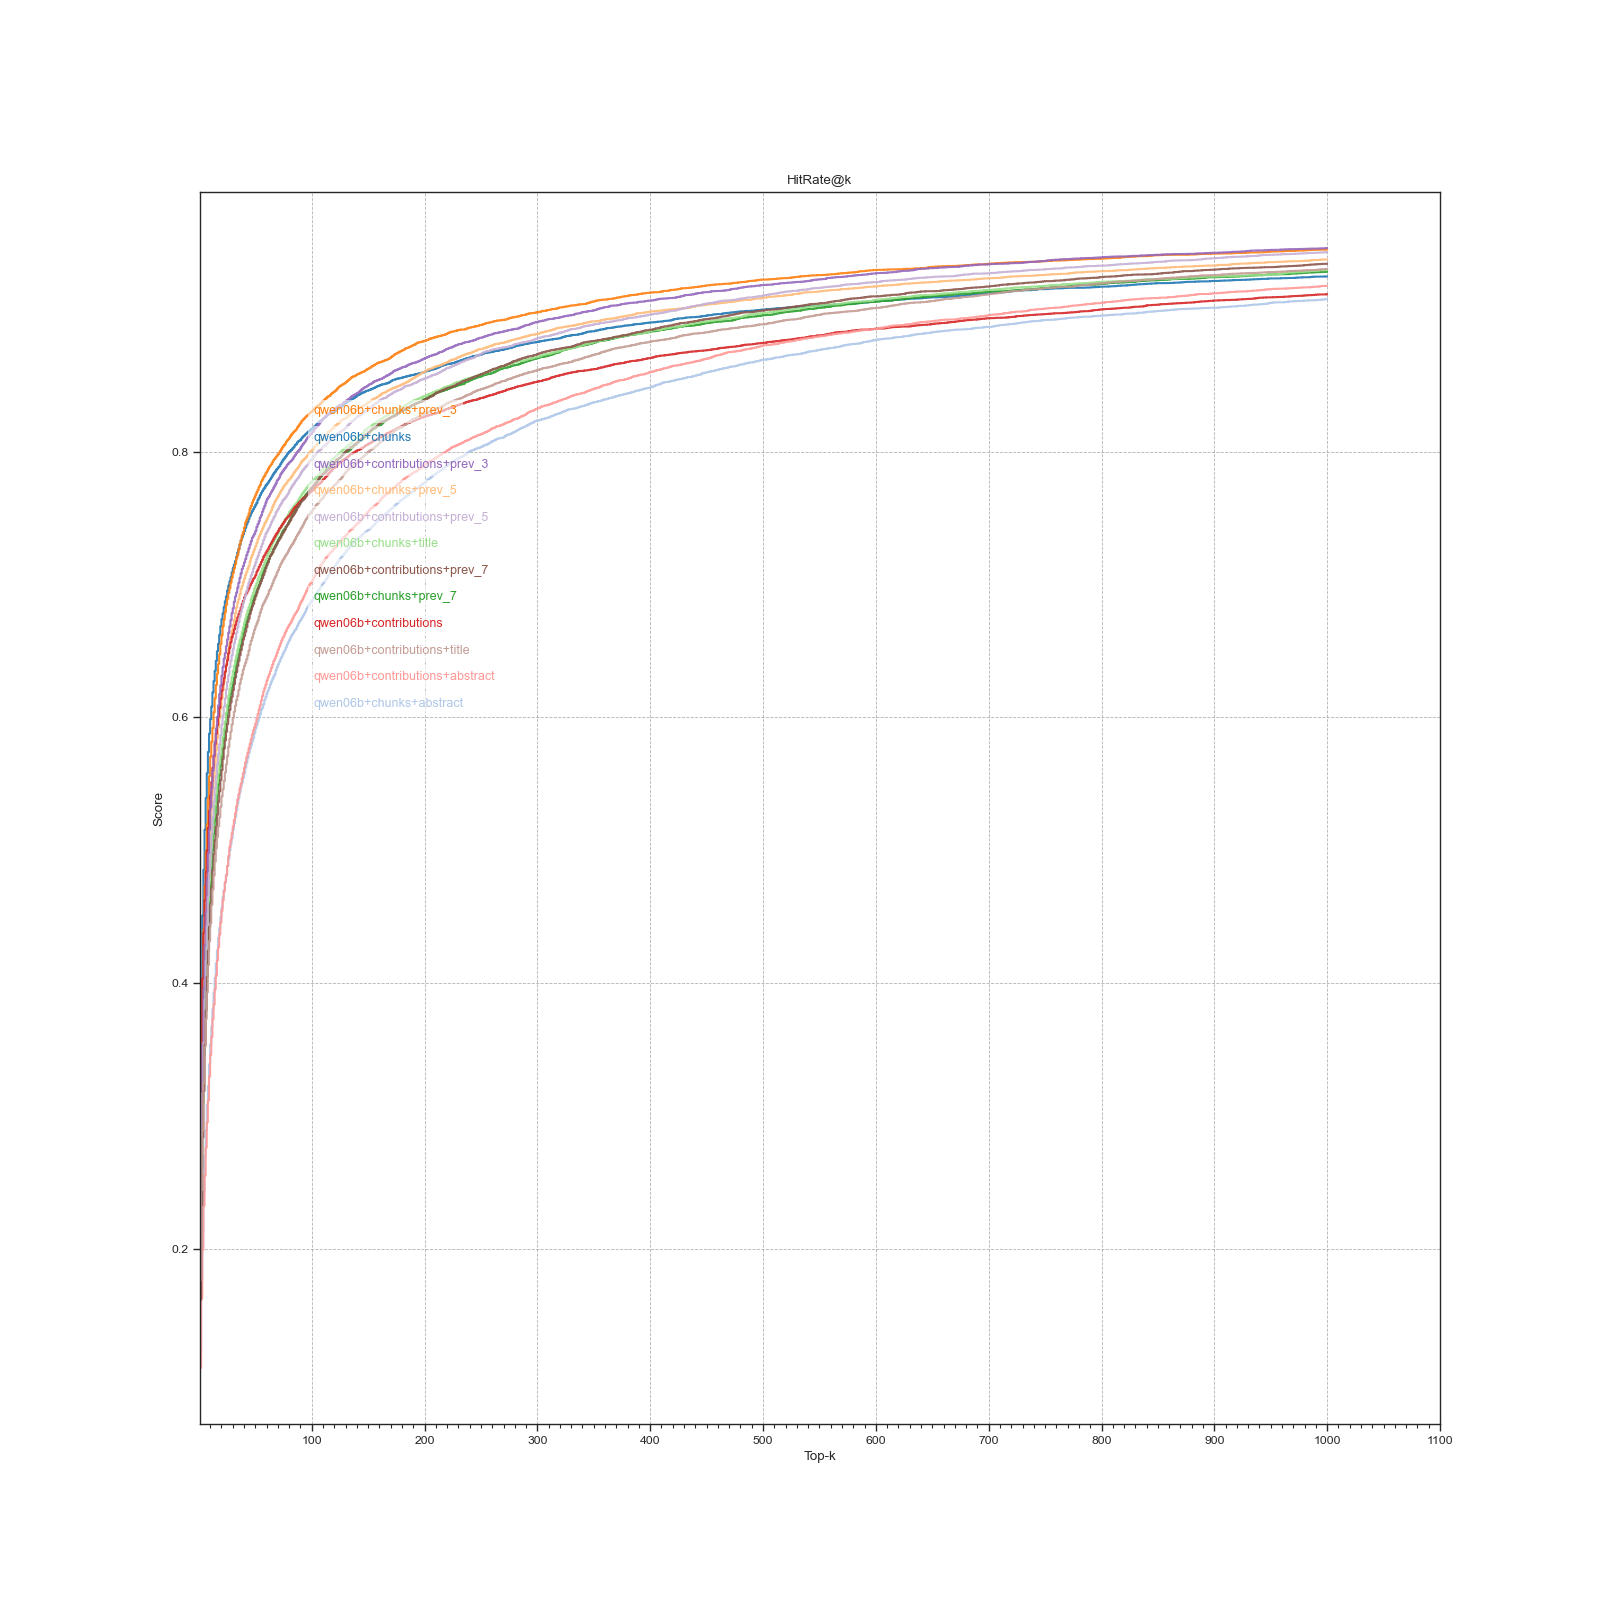 HitRate@k
0.8
0.6
0.4
0.2
Score
qwen06b+chunks+prev_3
qwen06b+chunks
qwen06b+contributions+prev_3
qwen06b+chunks+prev_5
qwen06b+contributions+prev_5
qwen06b+chunks+title
qwen06b+contributions+prev_7
qwen06b+chunks+prev_7
qwen06b+contributions
qwen06b+contributions+title
qwen06b+contributions+abstract
qwen06b+chunks+abstract
100 200 300 400 500 600 700 800 900 1000 1100
Top-k